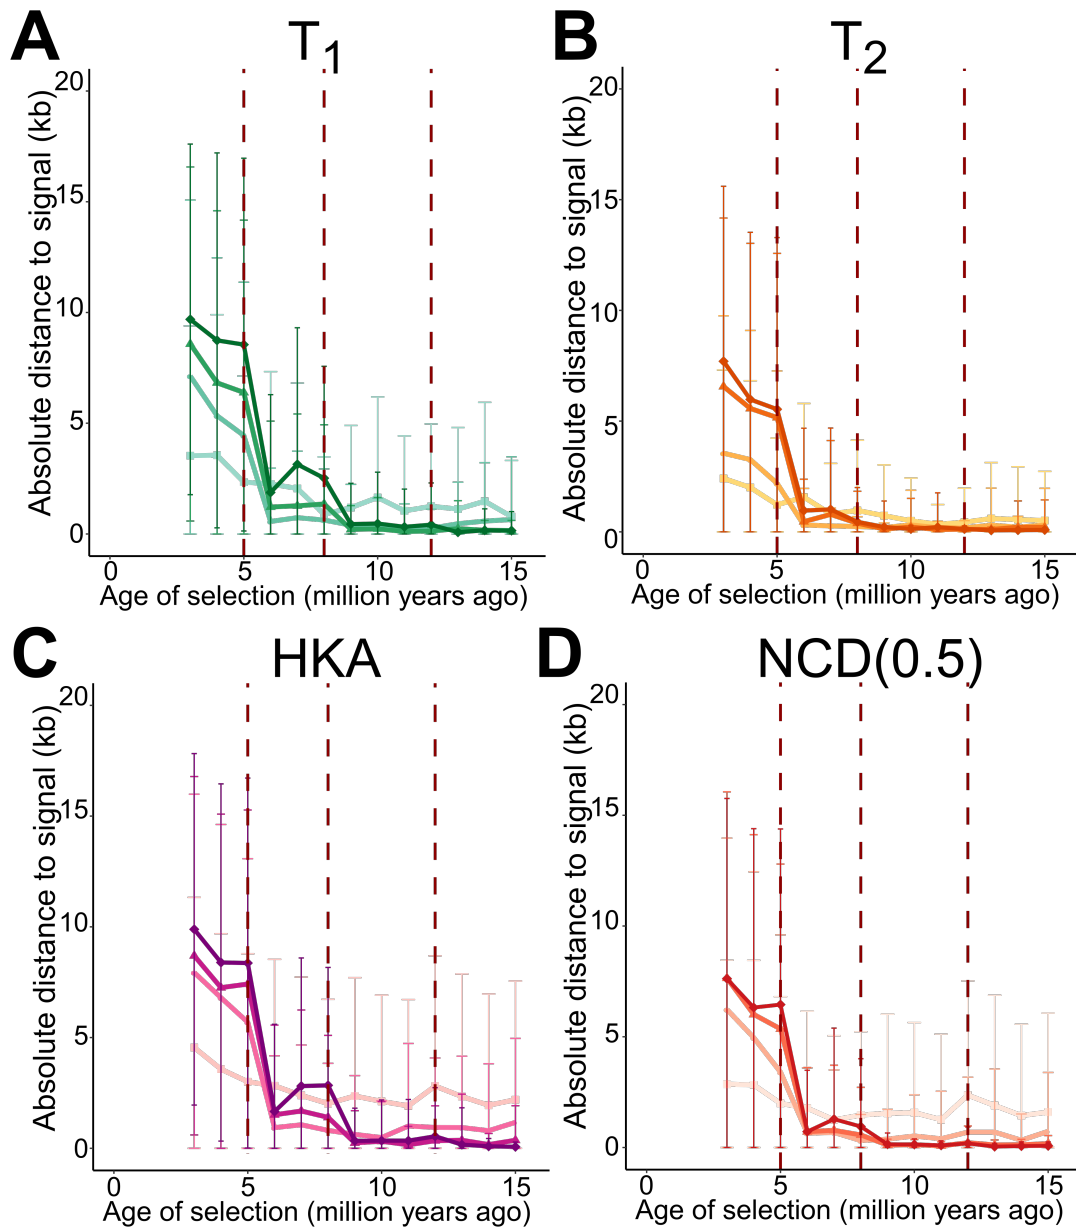 A
T1
Absolute distance to signal (kb)
20
15
10
5
0
0 5 10 15
Age of selection (million years ago)
B
T2
Absolute distance to signal (kb)
20
15
10
5
0
0 5 10 15
Age of selection (million years ago)
C
HKA
Absolute distance to signal (kb)
20
15
10
5
0
0 5 10 15
Age of selection (million years ago)
D
NCD(0.5)
Absolute distance to signal (kb)
20
15
10
5
0
0 5 10 15
Age of selection (million years ago)